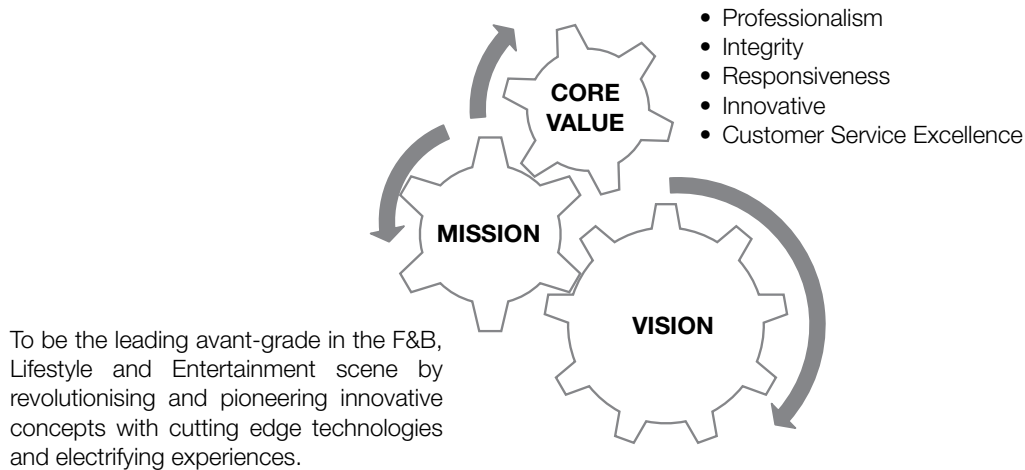 • Professionalism
• Integrity
• Responsiveness
• Innovative
• Customer Service Excellence
CORE
VALUE
MISSION
VISION
To be the leading avant-grade in the F&B,
Lifestyle and Entertainment scene by
revolutionising and pioneering innovative
concepts with cutting edge technologies
and electrifying experiences.